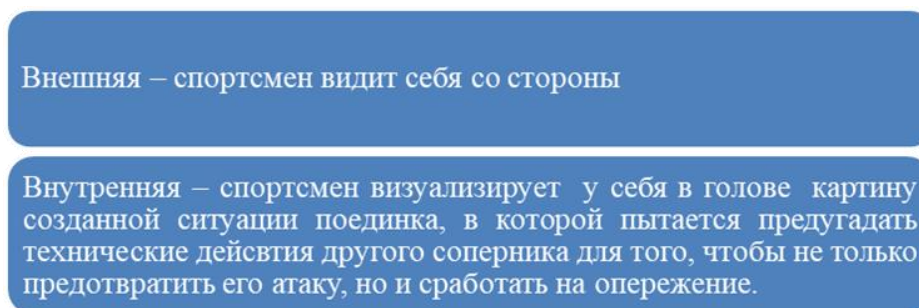 Внешняя – спортсмен видит себя со стороны
Внутренняя – спортсмен визуализирует у себя в голове картину
созданной ситуации поединка, в которой пытается предугадать
технические дейсвтия другого соперника для того, чтобы не только
предотвратить его атаку, но и сработать на опережение.